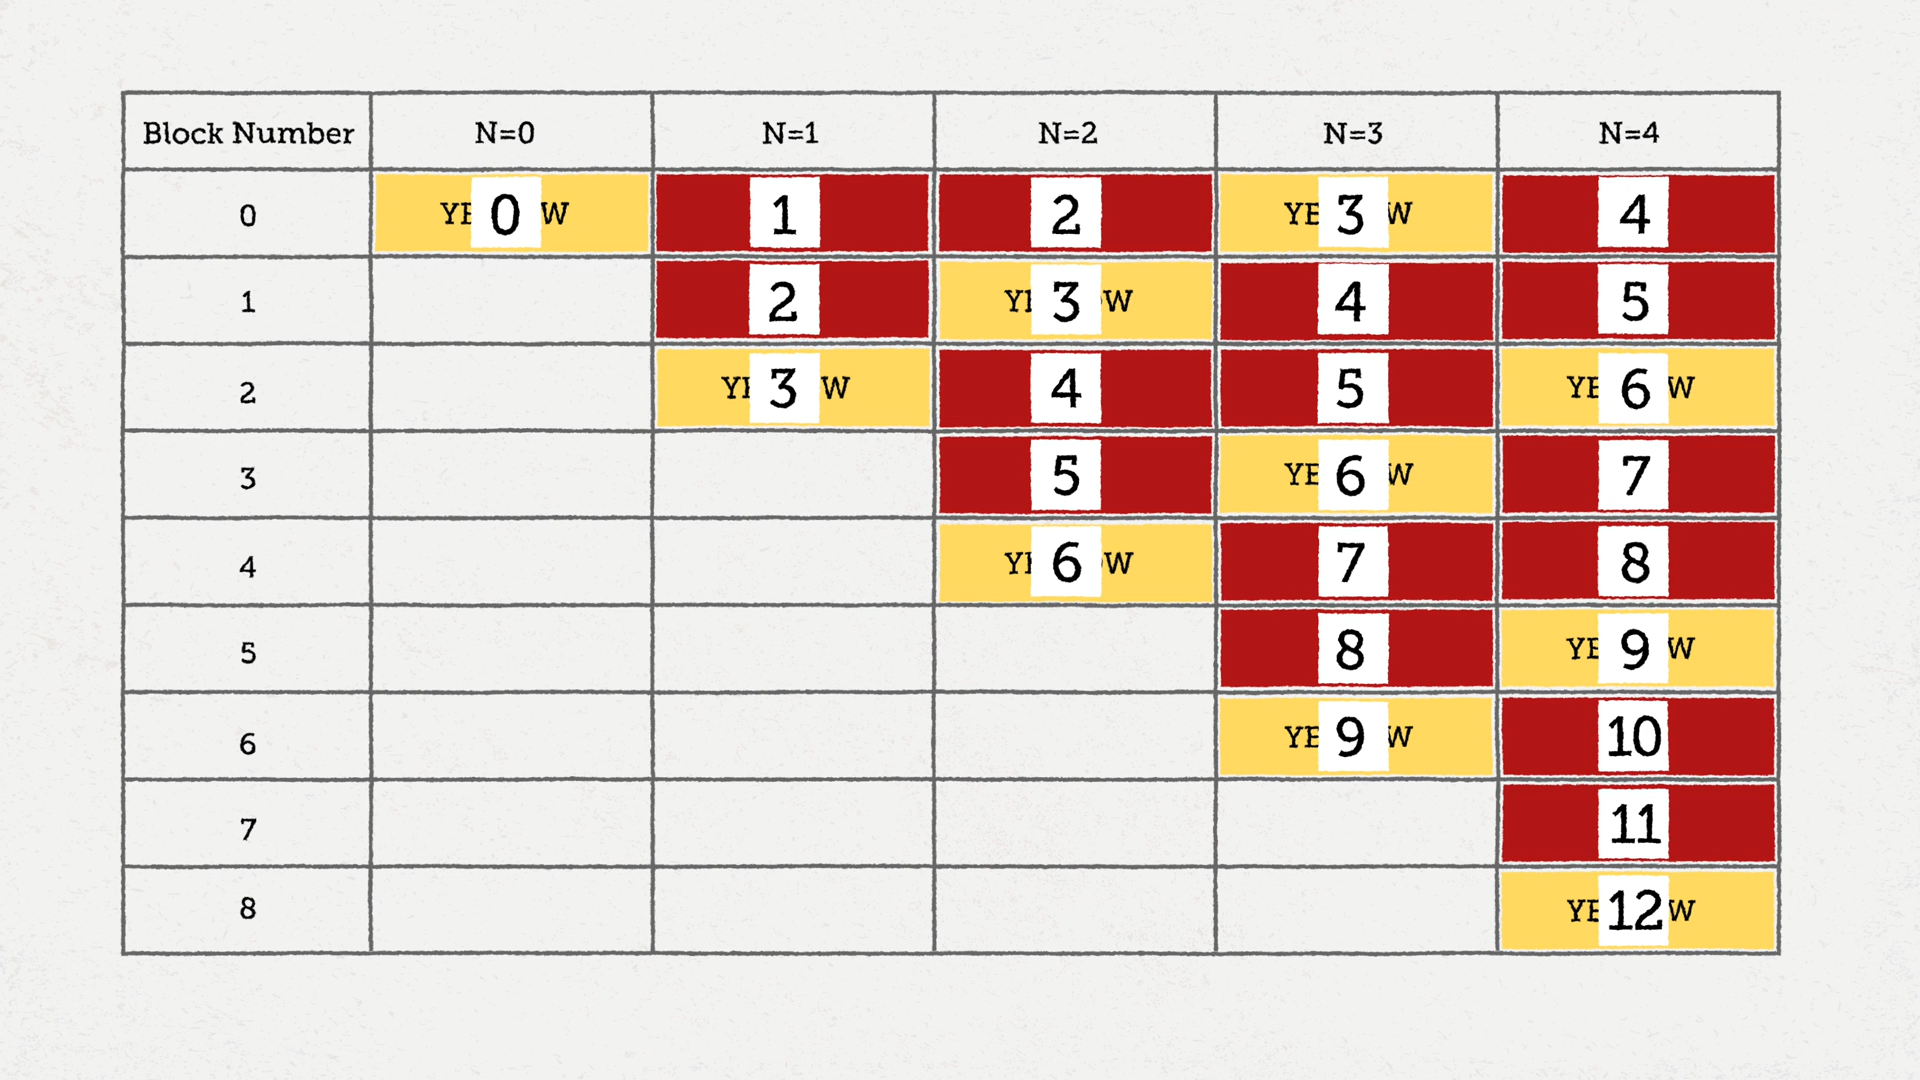 Block Number N=0 N=1 N=2 N=3 N=4
0 0 1 2 3 4
1 2 3 4 5
2 3 4 5 6
3 5 6 7
4 6 7 8
5 8 9
6 9 10
7 11
8 12